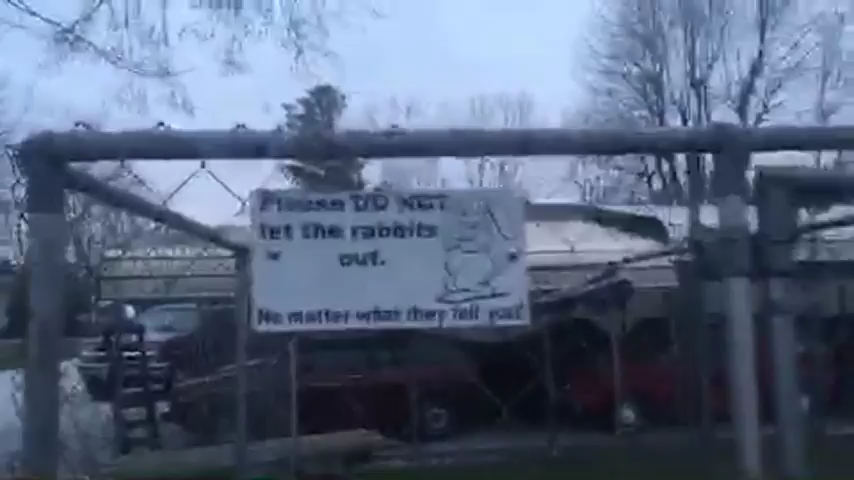 Please DO NOT
let the rabbits
out.
No matter what they tell you!